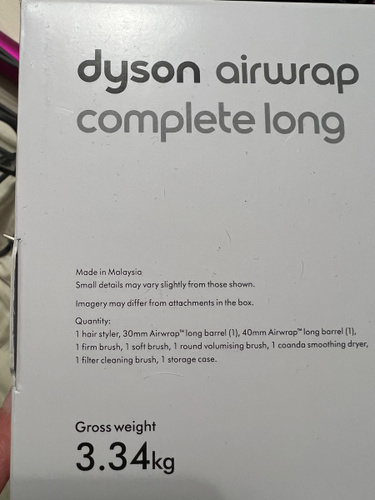 dyson airwrap
complete long
Made in Malaysia
Small details may vary slightly from those shown.
Imagery may differ from attachments in the box.
Quantity:
1 hair styler, 30mm Airwrap™ long barrel (1), 40mm Airwrap™ long barrel (1),
1 firm brush, 1 soft brush, 1 round volumising brush, 1 coanda smoothing dryer,
1 filter cleaning brush, 1 storage case.
Gross weight
3.34kg